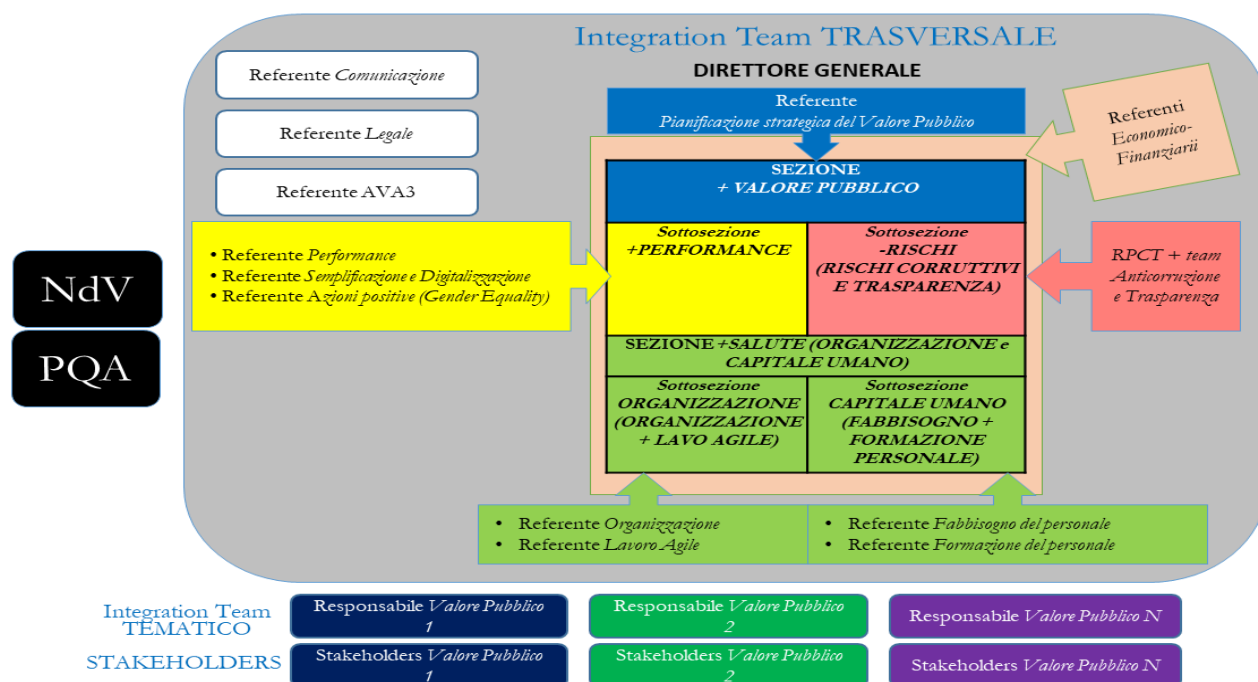 Integration Team TRASVERSALE
DIRETTORE GENERALE
Referente Comunicazione
Referente Legale
Referente AVA3
Referente
Pianificazione strategica del Valore Pubblico
Referenti
Economico-
Finanziarii
SEZIONE
+ VALORE PUBBLICO
• Referente Performance
• Referente Semplificazione e Digitalizzazione
• Referente Azioni positive (Gender Equality)
Sottosezione
+PERFORMANCE
Sottosezione
-RISCHI
(RISCHI CORRUTTIVI
E TRASPARENZA)
RPCT + team
Anticorruzione
e Trasparenza
NdV
PQA
SEZIONE +SALUTE (ORGANIZZAZIONE e
CAPITALE UMANO)
Sottosezione
ORGANIZZAZIONE
(ORGANIZZAZIONE
+ LAVO AGILE)
Sottosezione
CAPITALE UMANO
(FABBISOGNO +
FORMAZIONE
PERSONALE)
• Referente Organizzazione
• Referente Lavoro Agile
• Referente Fabbisogno del personale
• Referente Formazione del personale
Integration Team
TEMATICO
Responsabile Valore Pubblico
1
Responsabile Valore Pubblico
2
Responsabile Valore Pubblico N
STAKEHOLDERS
Stakeholders Valore Pubblico
1
Stakeholders Valore Pubblico
2
Stakeholders Valore Pubblico N